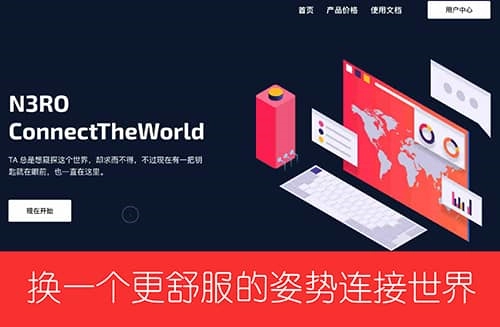 首页 产品价格 使用文档 用户中心
N3RO
ConnectTheWorld
TA 总是想窥探这个世界，却求而不得，不过现在有一把钥
匙就在眼前，也一直在这里。
现在开始
换一个更舒服的姿势连接世界